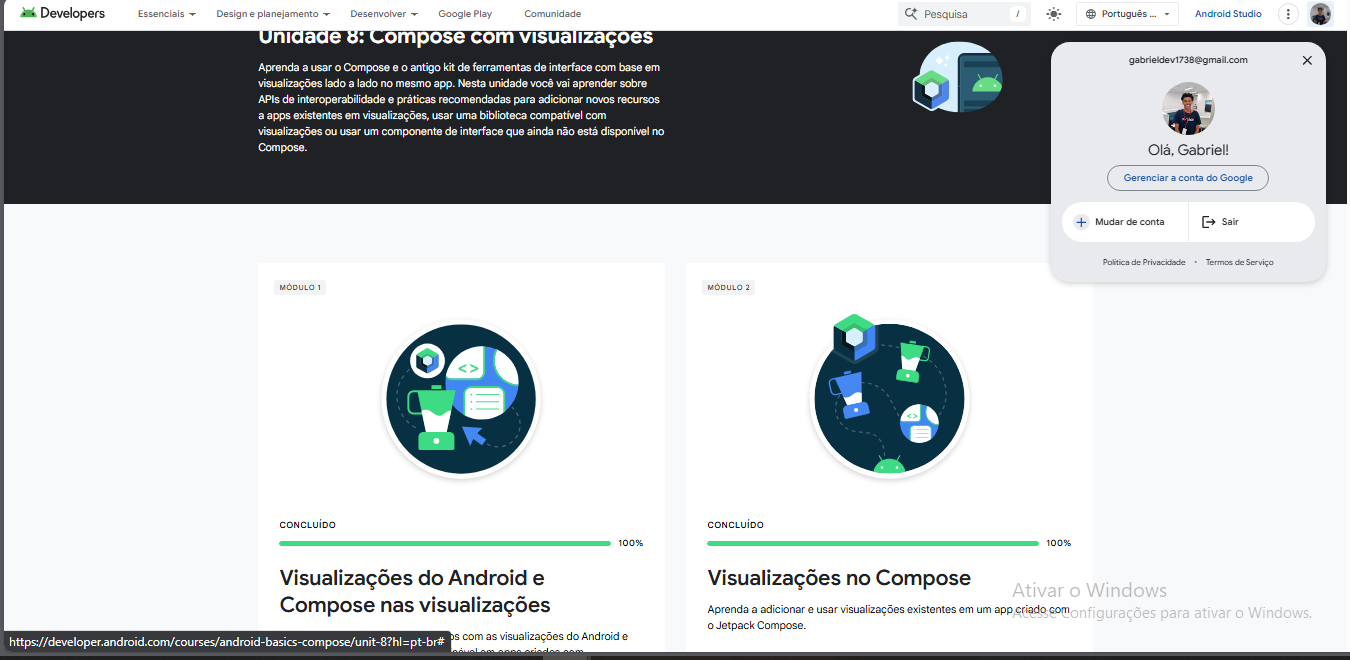 Developers
Essenciais
Design e planejamento
Desenvolver
Google Play
Comunidade
Pesquisa
/
Português ...
Android Studio
Unidade 8: Compose com visualizações
Aprenda a usar o Compose e o antigo kit de ferramentas de interface com base em
visualizações lado a lado no mesmo app. Nesta unidade você vai aprender sobre
APIs de interoperabilidade e práticas recomendadas para adicionar novos recursos
a apps existentes em visualizações, usar uma biblioteca compatível com
visualizações ou usar um componente de interface que ainda não está disponível no
Compose.
gabrieldev1738@gmail.com
Olá, Gabriel!
Gerenciar a conta do Google
Mudar de conta
Sair
Política de Privacidade • Termos de Serviço
MÓDULO 1
<>
CONCLUÍDO
100%
Visualizações do Android e
Compose nas visualizações
os com as visualizações do Android e
MÓDULO 2
<>
CONCLUÍDO
100%
Visualizações no Compose
Aprenda a adicionar e usar visualizações existentes em um app criado com
o Jetpack Compose.
Ativar o Windows
Acesse Configurações para ativar o Windows.
https://developer.android.com/courses/android-basics-compose/unit-8?hl=pt-br#